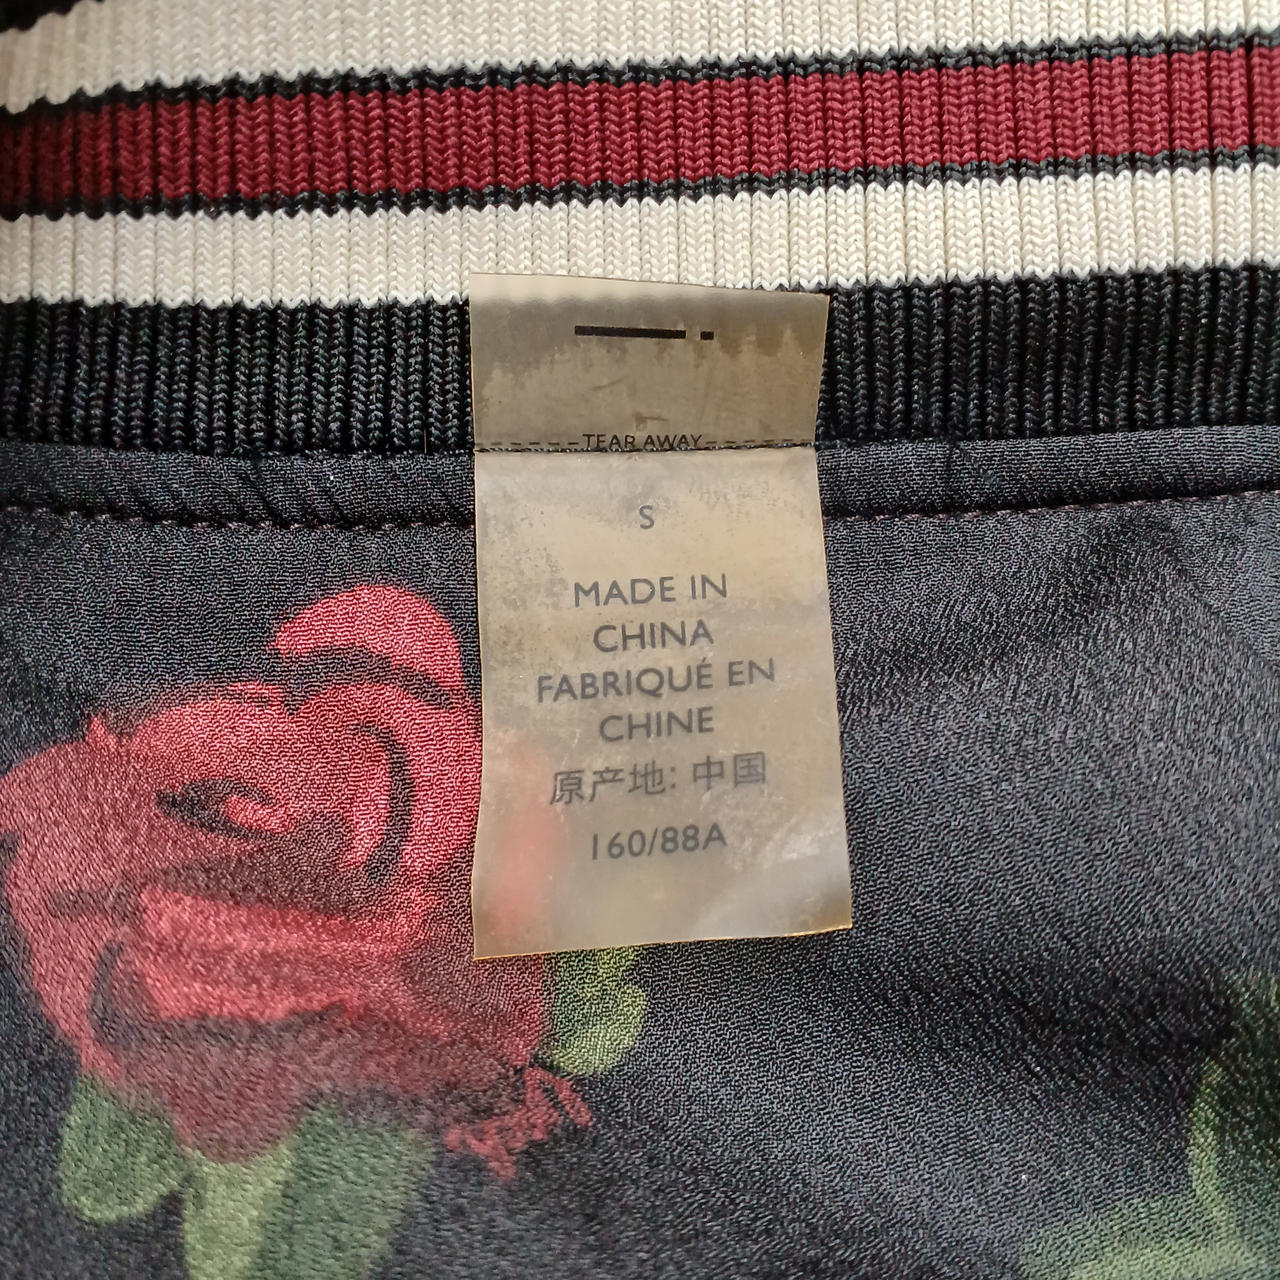 TEAR AWAY
S
MADE IN
CHINA
FABRIQUÉ EN
CHINE
原产地: 中国
160/88A